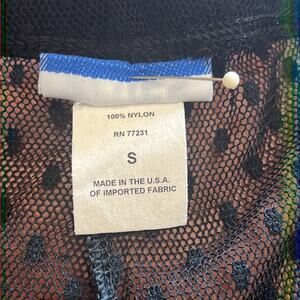 100% NYLON
RN 77231
S
MADE IN THE U.S.A.
OF IMPORTED FABRIC